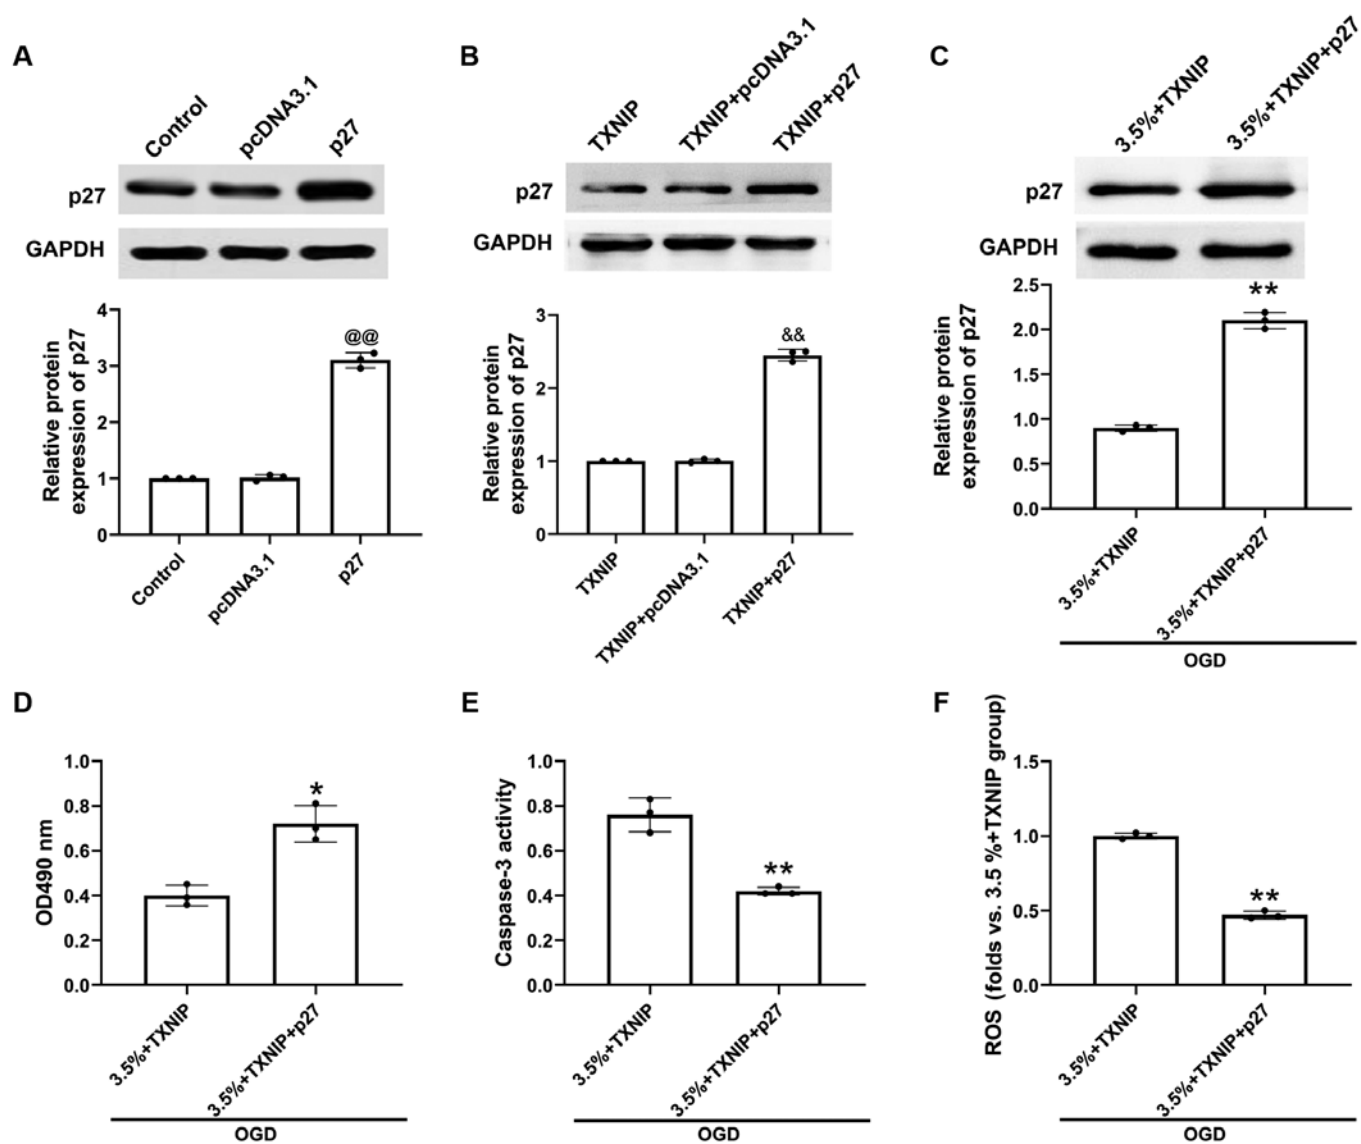 A
Control
pcDNA3.1
p27
p27
GAPDH
Relative protein
expression of p27
4
3
2
1
0
@@
Control
pcDNA3.1
p27
B
TXNIP
TXNIP+pcDNA3.1
TXNIP+p27
p27
GAPDH
Relative protein
expression of p27
3
2
1
0
&&
TXNIP
TXNIP+pcDNA3.1
TXNIP+p27
C
3.5%+TXNIP
3.5%+TXNIP+p27
p27
GAPDH
Relative protein
expression of p27
2.5
2.0
1.5
1.0
0.5
0.0
**
3.5%+TXNIP
3.5%+TXNIP+p27
OGD
D
OD490 nm
1.0
0.8
0.6
0.4
0.2
0.0
*
3.5%+TXNIP
3.5%+TXNIP+p27
OGD
E
Caspase-3 activity
1.0
0.8
0.6
0.4
0.2
0.0
**
3.5%+TXNIP
3.5%+TXNIP+p27
OGD
F
ROS (folds vs. 3.5 %+TXNIP group)
1.5
1.0
0.5
0.0
**
3.5%+TXNIP
3.5%+TXNIP+p27
OGD